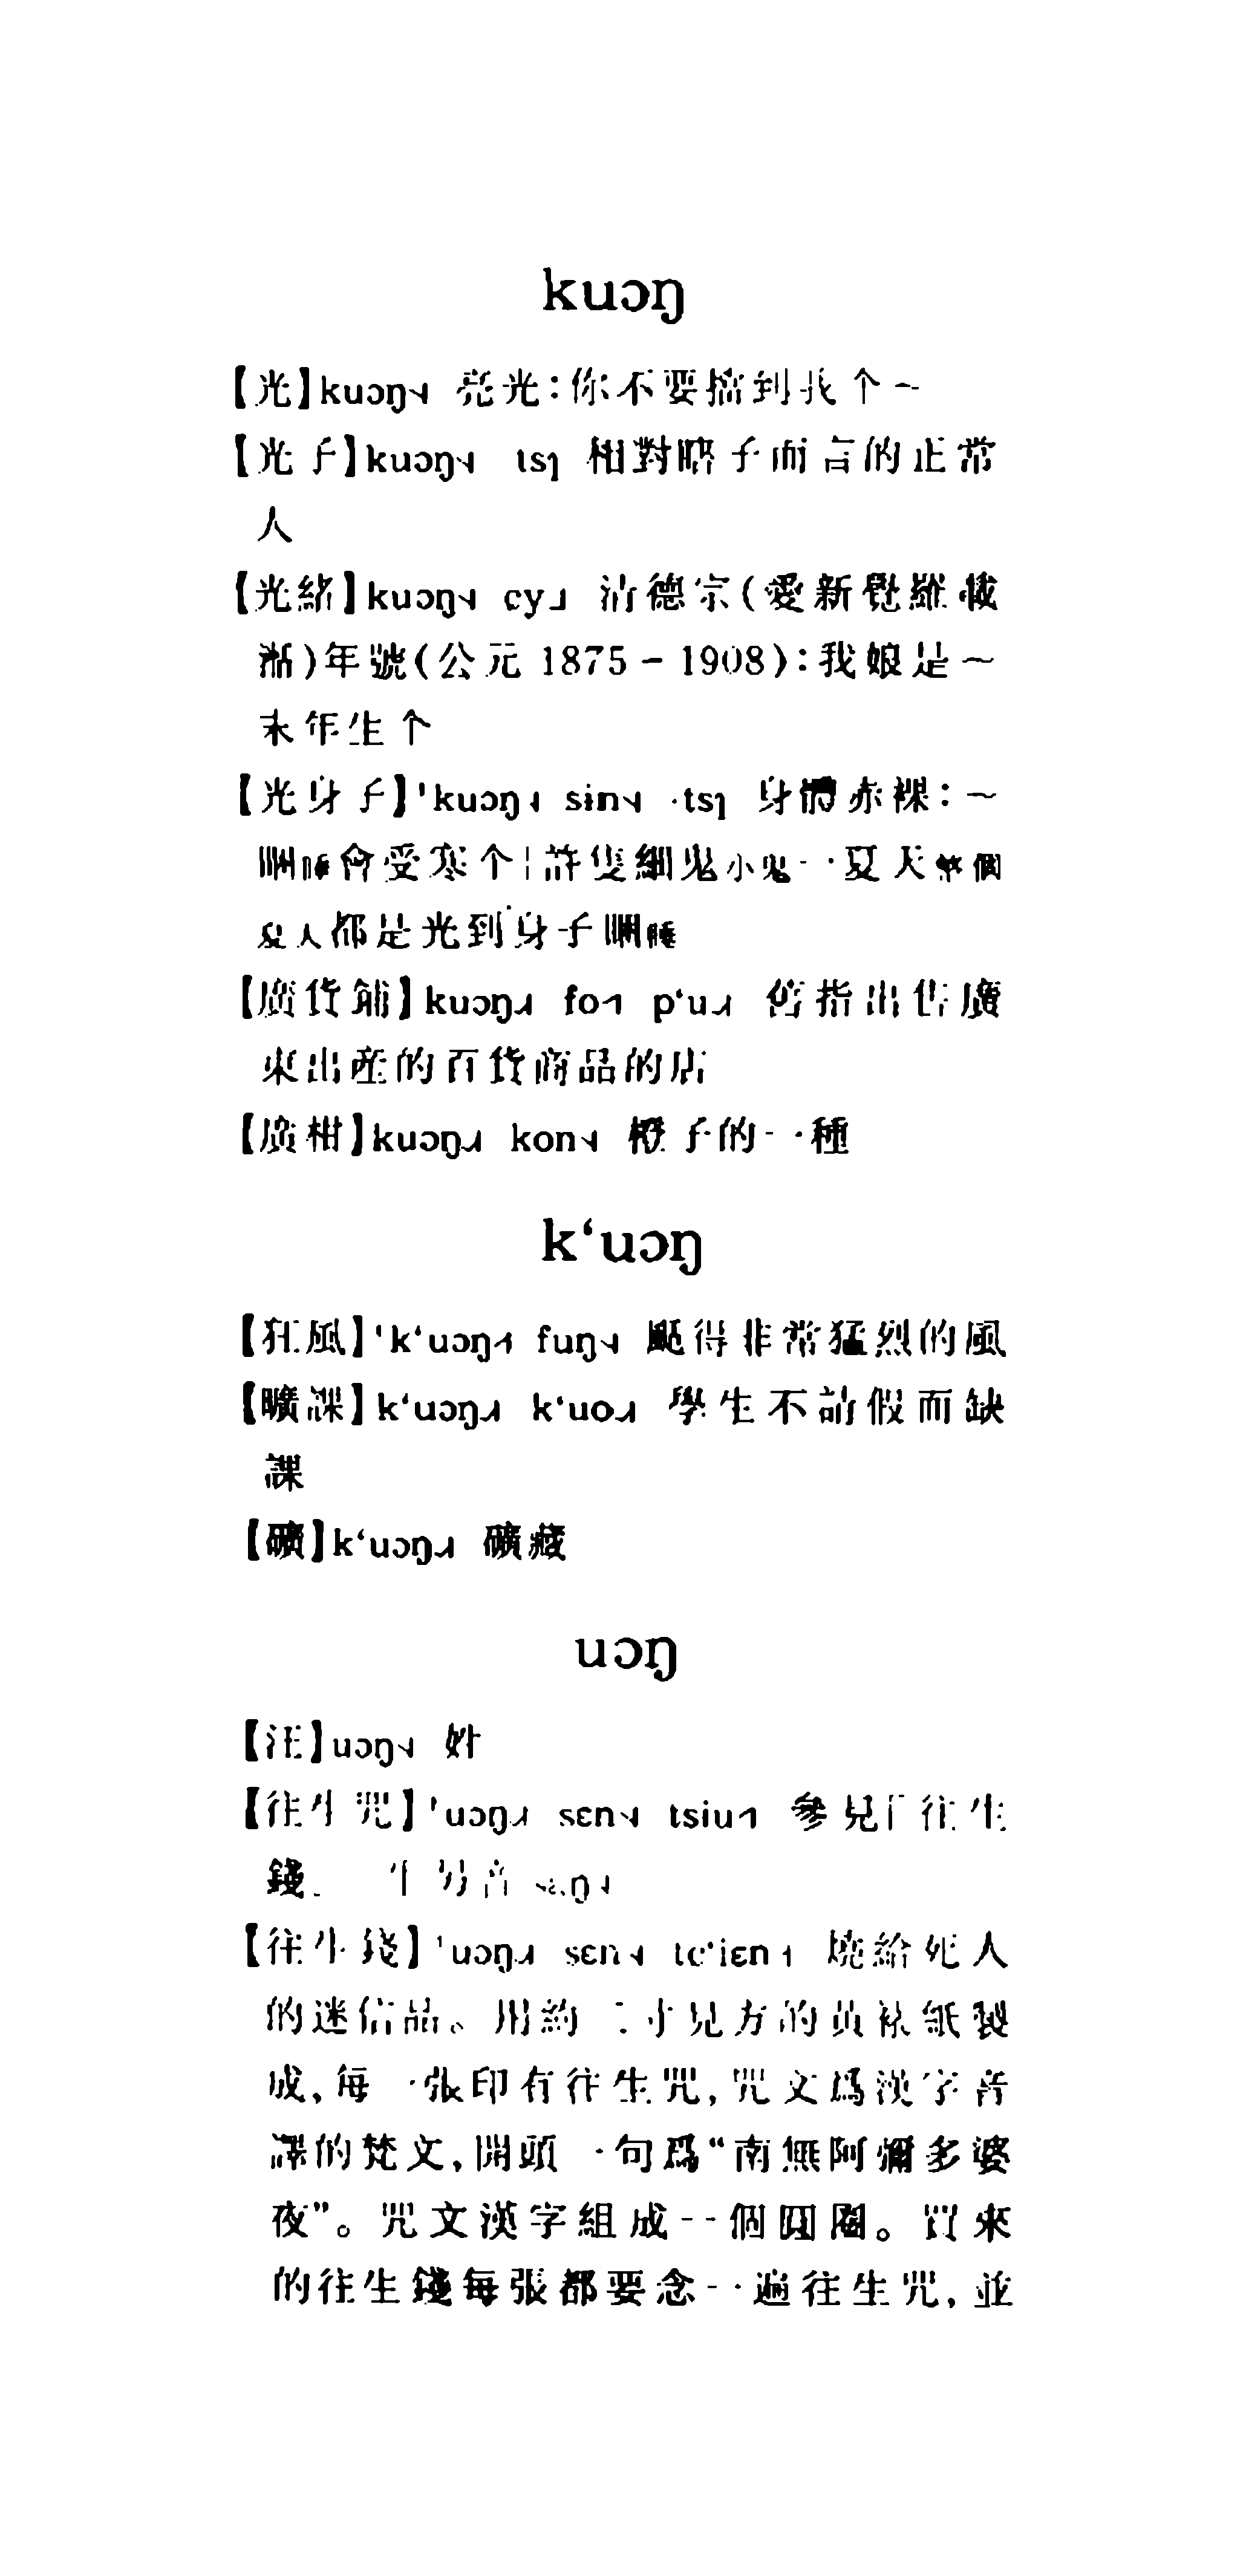 kuɔŋ
【光】kuɔŋ˧˩ 亮光：你不要擋到我个～
【光子】kuɔŋ˧˩ tsɿ 相對瞎子而言的正常
人
【光緒】kuɔŋ˧˩ cy˩ 清德宗（愛新覺羅載
湉）年號（公元 1875－1908）：我娘是～
末年生个
【光身子】'kuɔŋ˧ sin˧˩ ·tsɿ 身體赤裸：～
睏睡會受寒个|許隻細鬼小鬼一夏天整個
夏天都是光到身子睏睡
【廣貨鋪】kuɔŋ˨˩ fo˦ p‘u˨˩ 舊指出售廣
東出產的百貨商品的店
【廣柑】kuɔŋ˨˩ kon˧˩ 橙子的一種
k‘uɔŋ
【狂風】'k‘uɔŋ˨˦ fuŋ˧˩ 颳得非常猛烈的風
【曠課】k‘uɔŋ˨˩ k‘uo˨˩ 學生不請假而缺
課
【礦】k‘uɔŋ˨˩ 礦藏
uɔŋ
【汪】uɔŋ˧˩ 姓
【往生咒】'uɔŋ˨˩ sɛn˧˩ tsiu˦ 參見“往生
錢 生另音
【往生錢】'uɔŋ˨˩ sɛn˧˩ tc‘iɛn˦ 燒給死人
的迷信品。用約二寸見方的黄裱紙製
成，每一張印有往生咒，咒文爲漢字音
譯的梵文，開頭一句爲“南無阿彌多婆
夜”。咒文漢字組成一個圓圈。買來
的往生錢每張都要念一遍往生咒，並